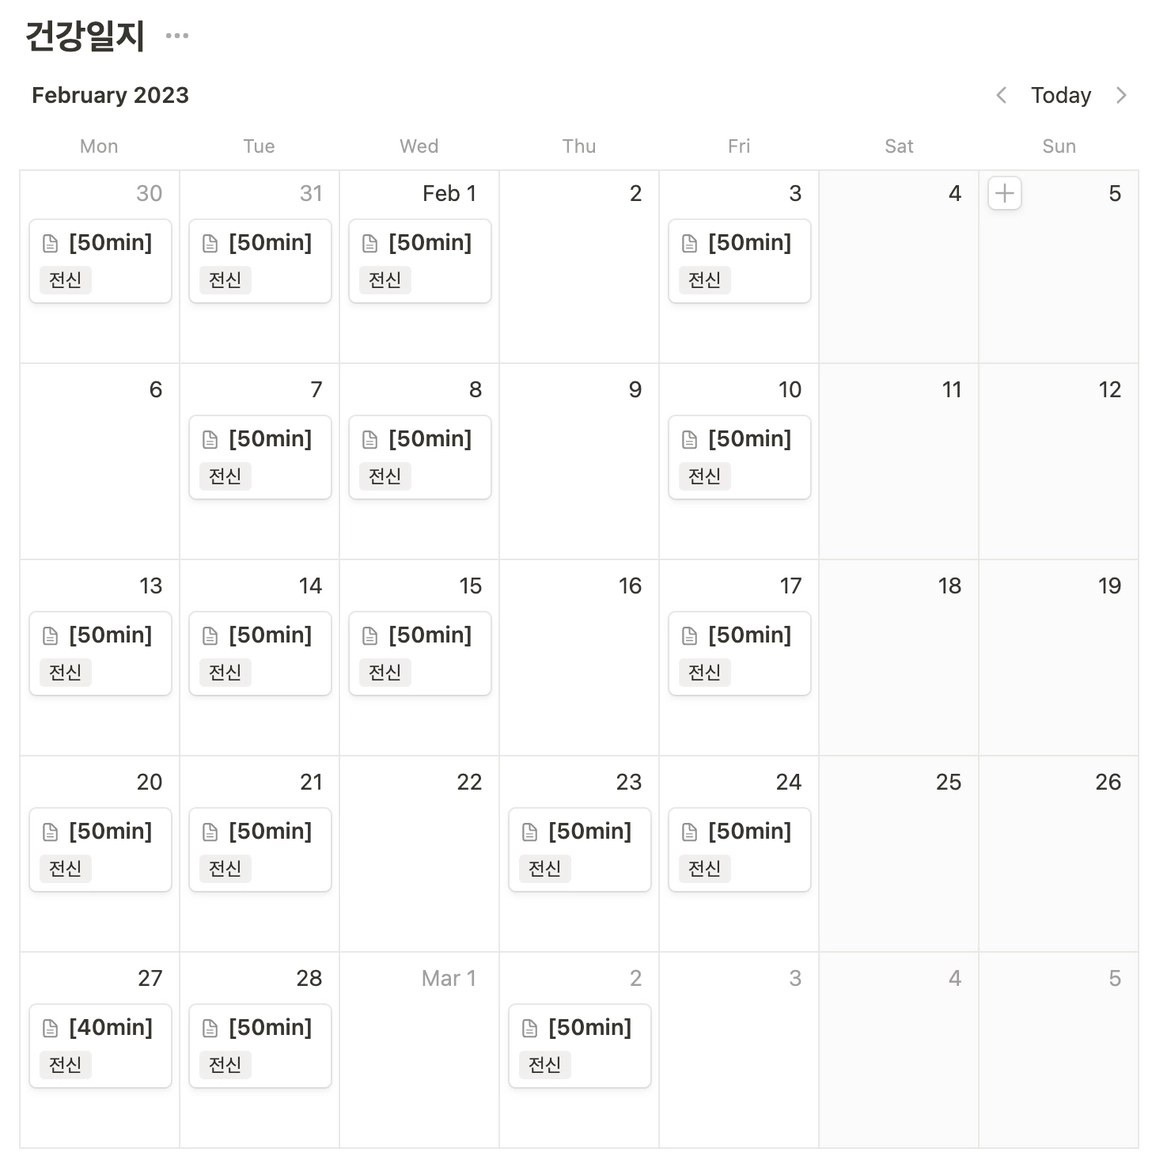 건강일지 ...
February 2023
Today
Mon Tue Wed Thu Fri Sat Sun
30 31 Feb 1 2 3 4 5
[50min] [50min] [50min] [50min]
전신 전신 전신 전신
6 7 8 9 10 11 12
[50min] [50min] [50min]
전신 전신 전신
13 14 15 16 17 18 19
[50min] [50min] [50min] [50min]
전신 전신 전신 전신
20 21 22 23 24 25 26
[50min] [50min] [50min] [50min]
전신 전신 전신 전신
27 28 Mar 1 2 3 4 5
[40min] [50min] [50min]
전신 전신 전신